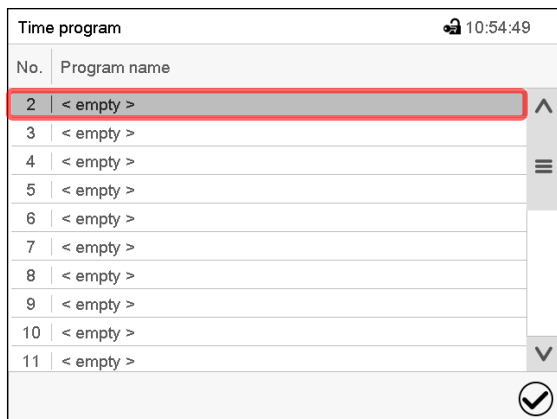 Time program 10:54:49
No. Program name
2 < empty >
3 < empty >
4 < empty >
5 < empty >
6 < empty >
7 < empty >
8 < empty >
9 < empty >
10 < empty >
11 < empty >